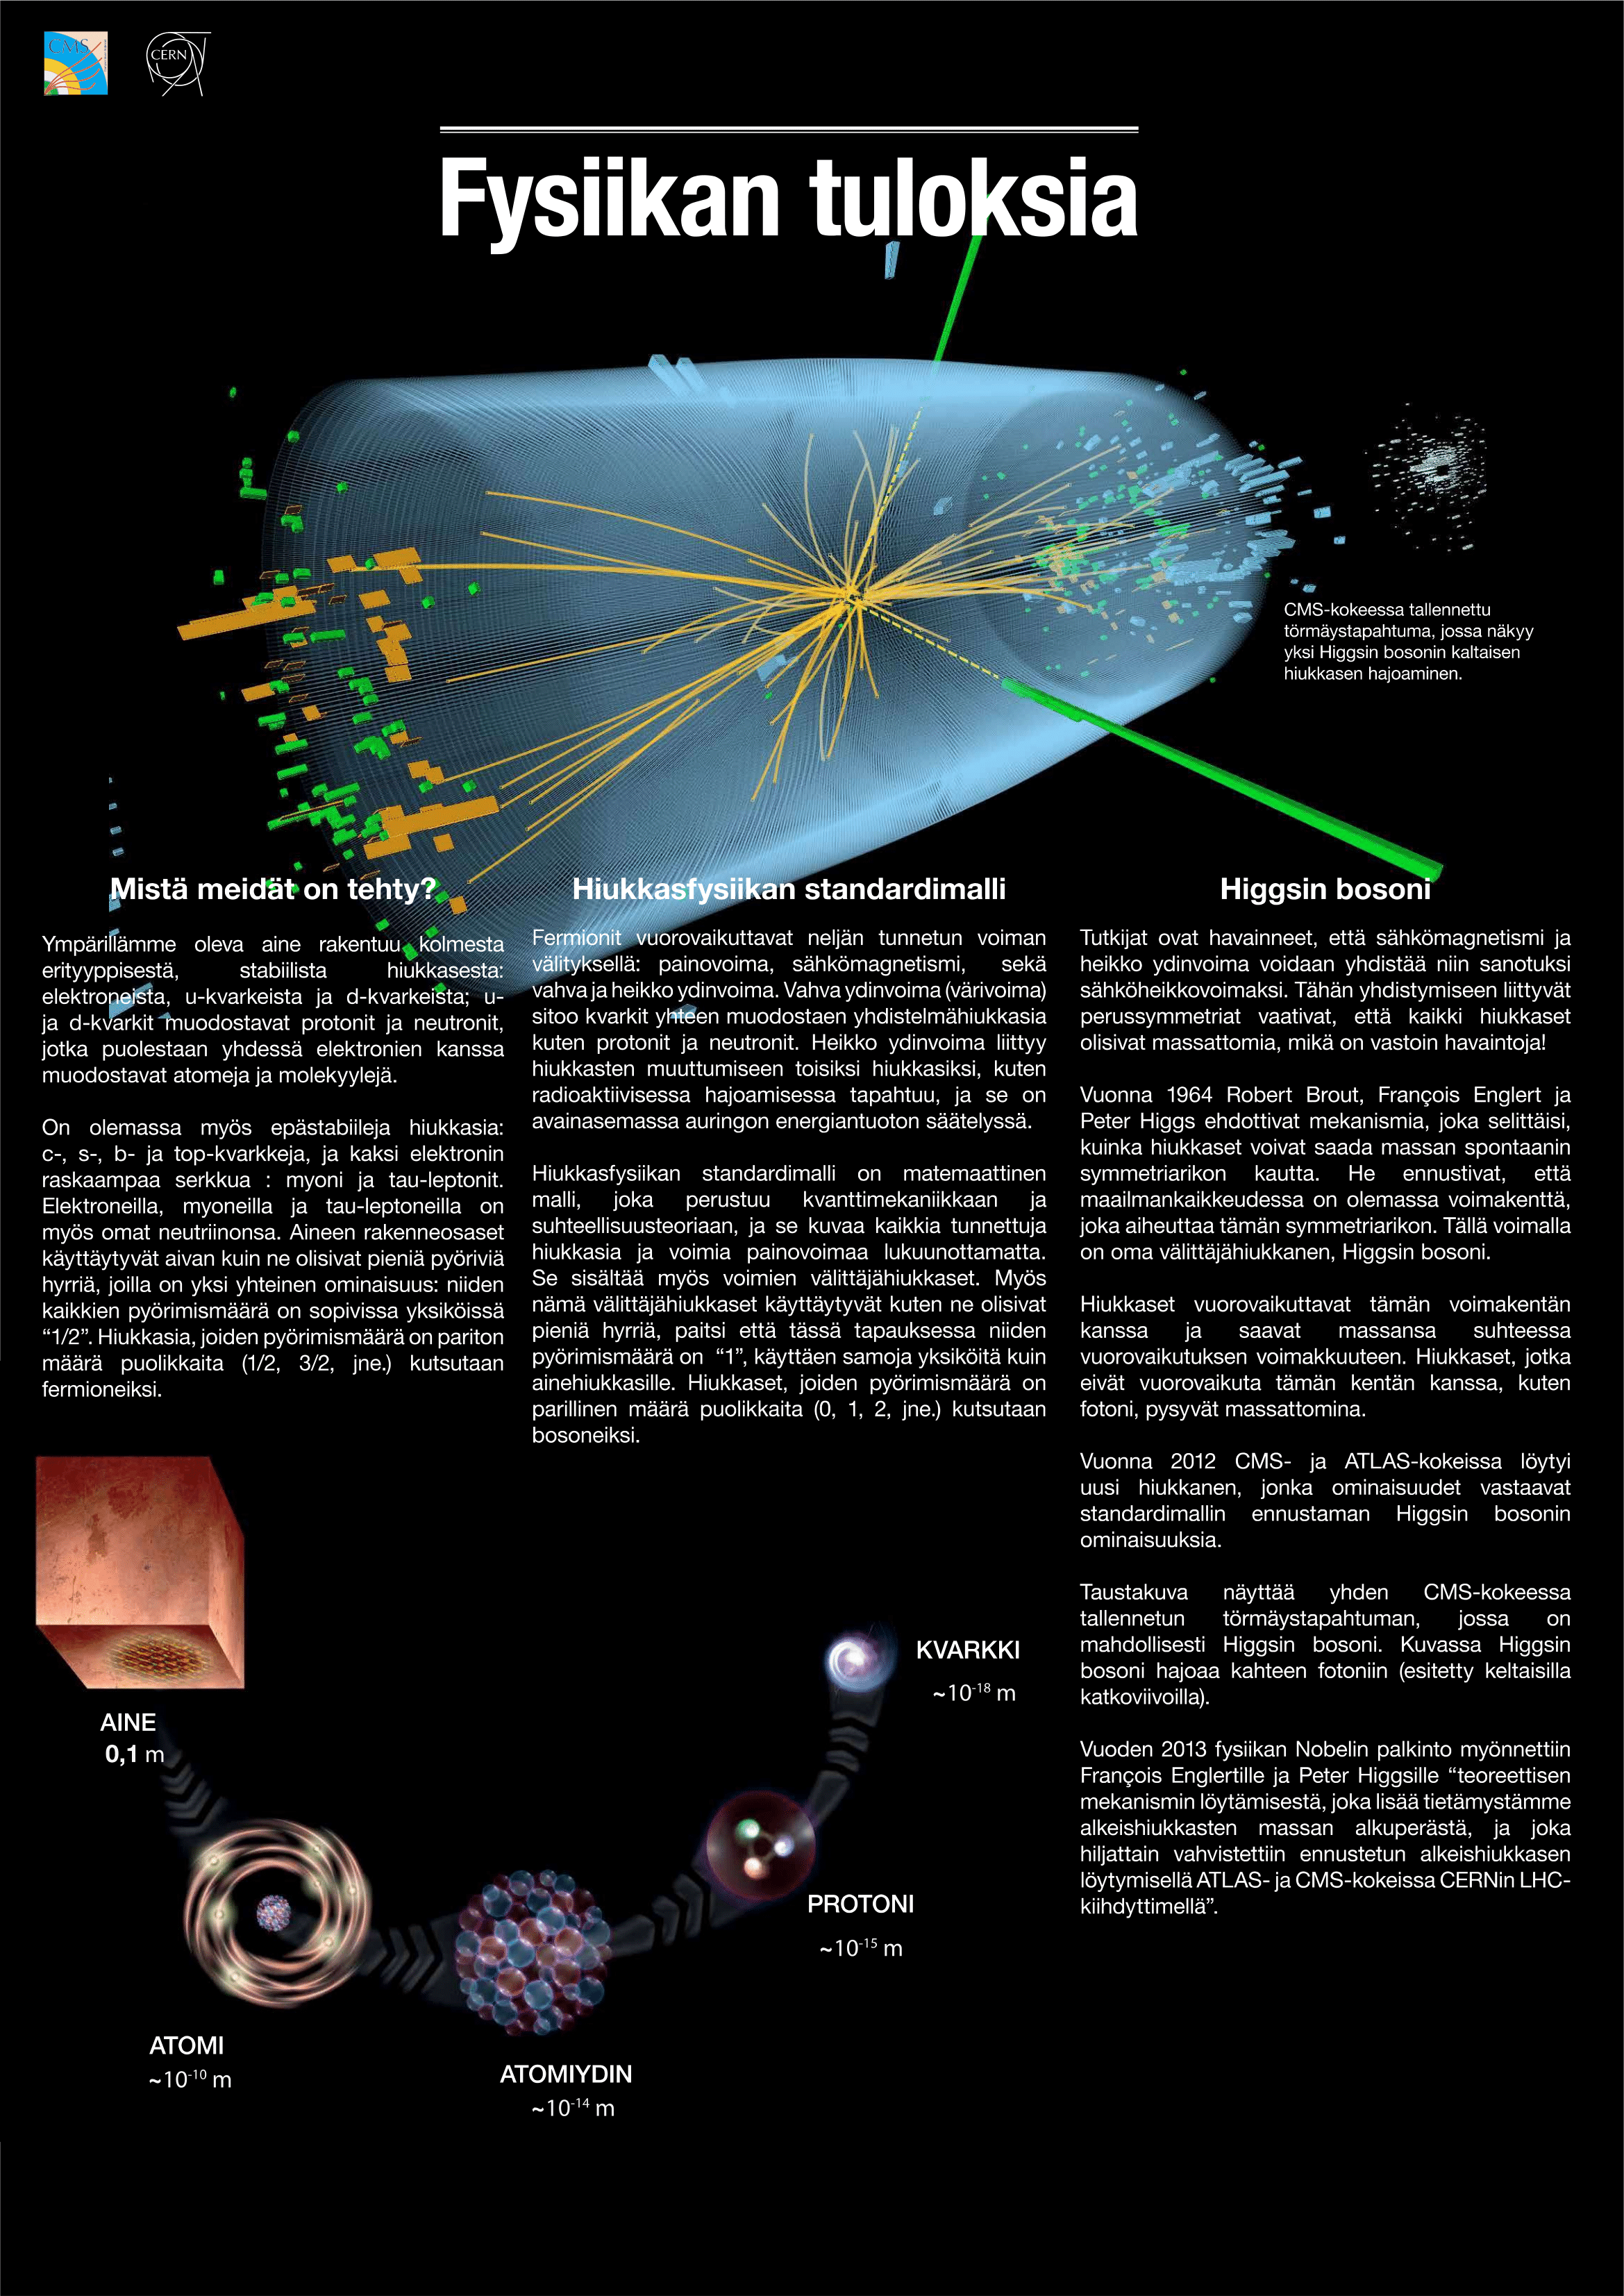 CMS
CERN
Fysiikan tuloksia
CMS-kokeessa tallennettu
törmäystapahtuma, jossa näkyy
yksi Higgsin bosonin kaltaisen
hiukkasen hajoaminen.
Mistä meidät on tehty?
Ympärillämme oleva aine rakentuu kolmesta
erityyppisestä, stabiilista hiukkasesta:
elektroneista, u-kvarkeista ja d-kvarkeista; u-
ja d-kvarkit muodostavat protonit ja neutronit,
jotka puolestaan yhdessä elektronien kanssa
muodostavat atomeja ja molekyylejä.
On olemassa myös epästabiileja hiukkasia:
c-, s-, b- ja top-kvarkkeja, ja kaksi elektronin
raskaampaa serkkua : myoni ja tau-leptonit.
Elektroneilla, myoneilla ja tau-leptoneilla on
myös omat neutriinonsa. Aineen rakenneosaset
käyttäytyvät aivan kuin ne olisivat pieniä pyöriviä
hyrriä, joilla on yksi yhteinen ominaisuus: niiden
kaikkien pyörimismäärä on sopivissa yksiköissä
“1/2”. Hiukkasia, joiden pyörimismäärä on pariton
määrä puolikkaita (1/2, 3/2, jne.) kutsutaan
fermioneiksi.
Hiukkasfysiikan standardimalli
Fermionit vuorovaikuttavat neljän tunnetun voiman
välityksellä: painovoima, sähkömagnetismi, sekä
vahva ja heikko ydinvoima. Vahva ydinvoima (värivoima)
sitoo kvarkit yhteen muodostaen yhdistelmähiukkasia
kuten protonit ja neutronit. Heikko ydinvoima liittyy
hiukkasten muuttumiseen toisiksi hiukkasiksi, kuten
radioaktiivisessa hajoamisessa tapahtuu, ja se on
avainasemassa auringon energiantuoton säätelyssä.
Hiukkasfysiikan standardimalli on matemaattinen
malli, joka perustuu kvanttimekaniikkaan ja
suhteellisuusteoriaan, ja se kuvaa kaikkia tunnettuja
hiukkasia ja voimia painovoimaa lukuunottamatta.
Se sisältää myös voimien välittäjähiukkaset. Myös
nämä välittäjähiukkaset käyttäytyvät kuten ne olisivat
pieniä hyrriä, paitsi että tässä tapauksessa niiden
pyörimismäärä on “1”, käyttäen samoja yksiköitä kuin
ainehiukkasille. Hiukkaset, joiden pyörimismäärä on
parillinen määrä puolikkaita (0, 1, 2, jne.) kutsutaan
bosoneiksi.
Higgsin bosoni
Tutkijat ovat havainneet, että sähkömagnetismi ja
heikko ydinvoima voidaan yhdistää niin sanotuksi
sähköheikkovoimaksi. Tähän yhdistymiseen liittyvät
perussymmetriat vaativat, että kaikki hiukkaset
olisivat massattomia, mikä on vastoin havaintoja!
Vuonna 1964 Robert Brout, François Englert ja
Peter Higgs ehdottivat mekanismia, joka selittäisi,
kuinka hiukkaset voivat saada massan spontaanin
symmetriarikon kautta. He ennustivat, että
maailmankaikkeudessa on olemassa voimakenttä,
joka aiheuttaa tämän symmetriarikon. Tällä voimalla
on oma välittäjähiukkanen, Higgsin bosoni.
Hiukkaset vuorovaikuttavat tämän voimakentän
kanssa ja saavat massansa suhteessa
vuorovaikutuksen voimakkuuteen. Hiukkaset, jotka
eivät vuorovaikuta tämän kentän kanssa, kuten
fotoni, pysyvät massattomina.
Vuonna 2012 CMS- ja ATLAS-kokeissa löytyi
uusi hiukkanen, jonka ominaisuudet vastaavat
standardimallin ennustaman Higgsin bosonin
ominaisuuksia.
Taustakuva näyttää yhden CMS-kokeessa
tallennetun törmäystapahtuman, jossa on
mahdollisesti Higgsin bosoni. Kuvassa Higgsin
bosoni hajoaa kahteen fotoniin (esitetty keltaisilla
katkoviivoilla).
Vuoden 2013 fysiikan Nobelin palkinto myönnettiin
François Englertille ja Peter Higgsille “teoreettisen
mekanismin löytämisestä, joka lisää tietämystämme
alkeishiukkasten massan alkuperästä, ja joka
hiljattain vahvistettiin ennustetun alkeishiukkasen
löytymisellä ATLAS- ja CMS-kokeissa CERNin LHC-
kiihdyttimellä”.
AINE
0,1 m
ATOMI
~10⁻¹⁰ m
ATOMIYDIN
~10⁻¹⁴ m
PROTONI
~10⁻¹⁵ m
KVARKKI
~10⁻¹⁸ m